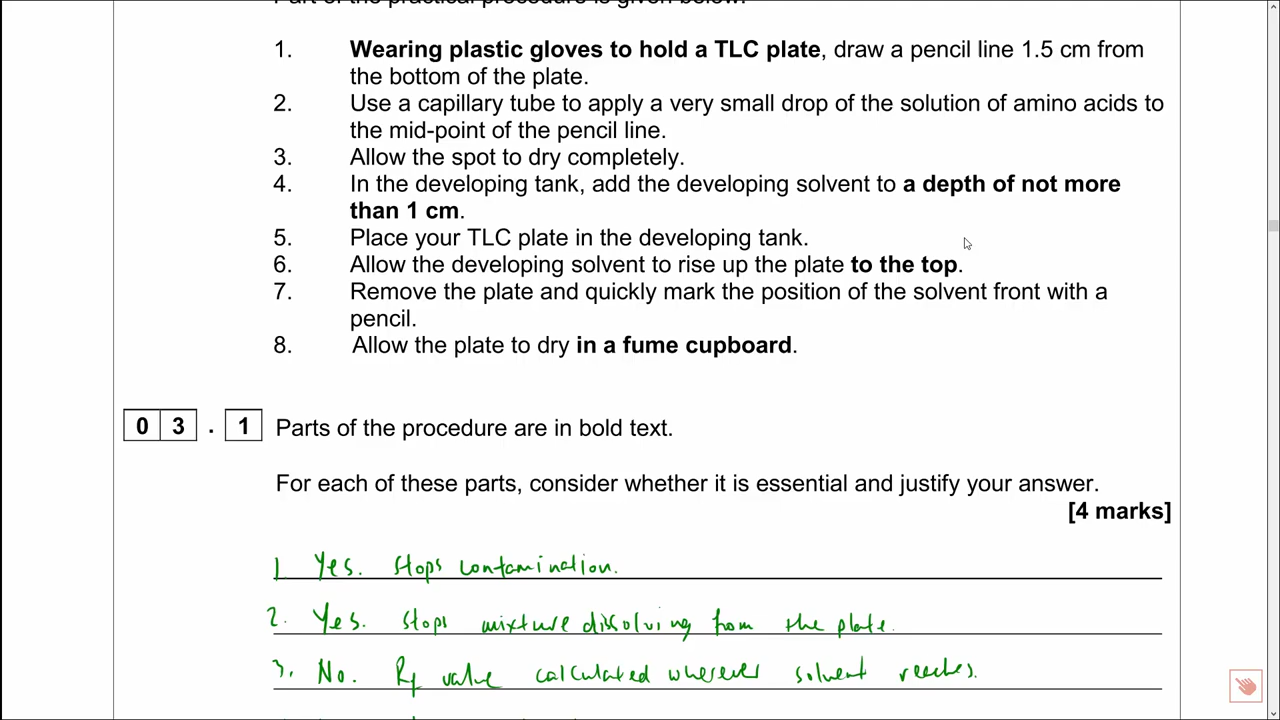 Part of the practical procedure is given below.
1. Wearing plastic gloves to hold a TLC plate, draw a pencil line 1.5 cm from
the bottom of the plate.
2. Use a capillary tube to apply a very small drop of the solution of amino acids to
the mid-point of the pencil line.
3. Allow the spot to dry completely.
4. In the developing tank, add the developing solvent to a depth of not more
than 1 cm.
5. Place your TLC plate in the developing tank.
6. Allow the developing solvent to rise up the plate to the top.
7. Remove the plate and quickly mark the position of the solvent front with a
pencil.
8. Allow the plate to dry in a fume cupboard.
0 3 . 1 Parts of the procedure are in bold text.
For each of these parts, consider whether it is essential and justify your answer.
[4 marks]
1. Yes. Stops contamination.
2. Yes. Stops mixture dissolving from the plate.
3. No. Rf value calculated wherever solvent reaches.